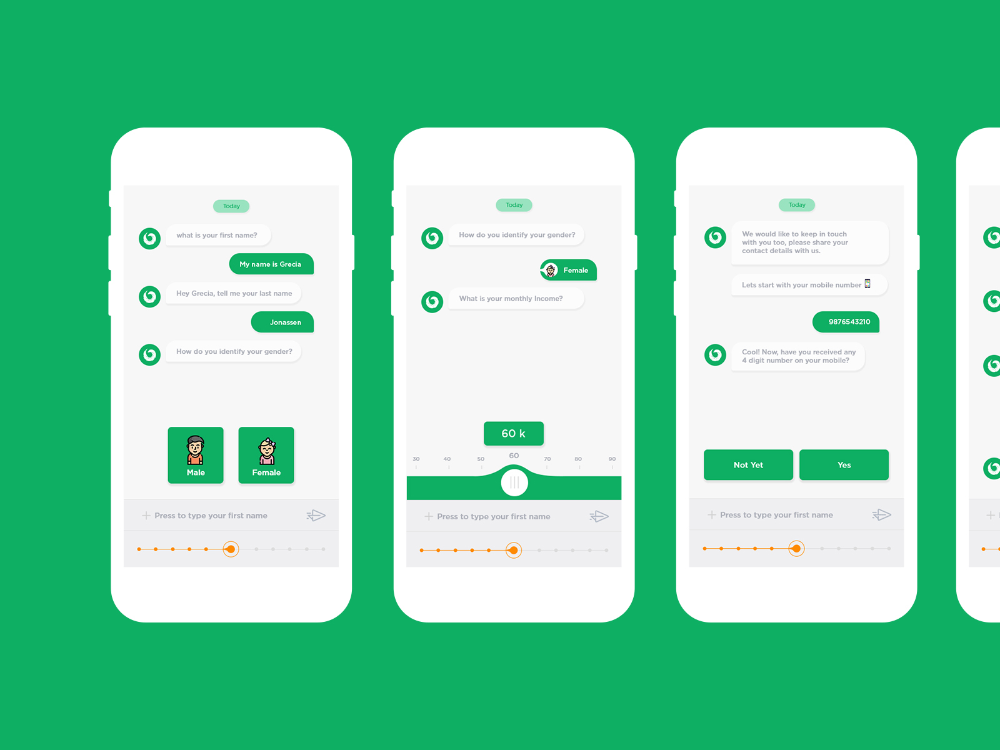 Today
what is your first name?
My name is Grecia
Hey Grecia, tell me your last name
Jonassen
How do you identify your gender?
Male
Female
Press to type your first name
Today
How do you identify your gender?
Female
What is your monthly Income?
60 k
30 40 50 60 70 80 90
Press to type your first name
Today
We would like to keep in touch
with you too, please share your
contact details with us.
Lets start with your mobile number
9876543210
Cool! Now, have you received any
4 digit number on your mobile?
Not Yet
Yes
Press to type your first name